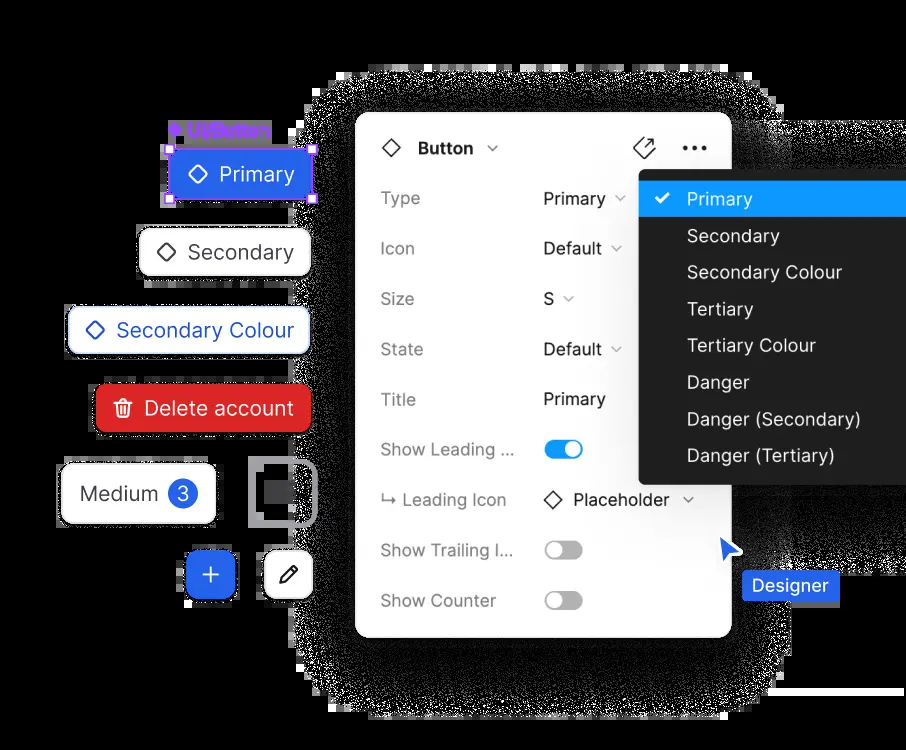 UI/Button
Primary
Secondary
Secondary Colour
Delete account
Medium 3
Button
Type Primary
Icon Default
Size S
State Default
Title Primary
Show Leading ...
↳ Leading Icon Placeholder
Show Trailing I...
Show Counter
Primary
Secondary
Secondary Colour
Tertiary
Tertiary Colour
Danger
Danger (Secondary)
Danger (Tertiary)
Designer